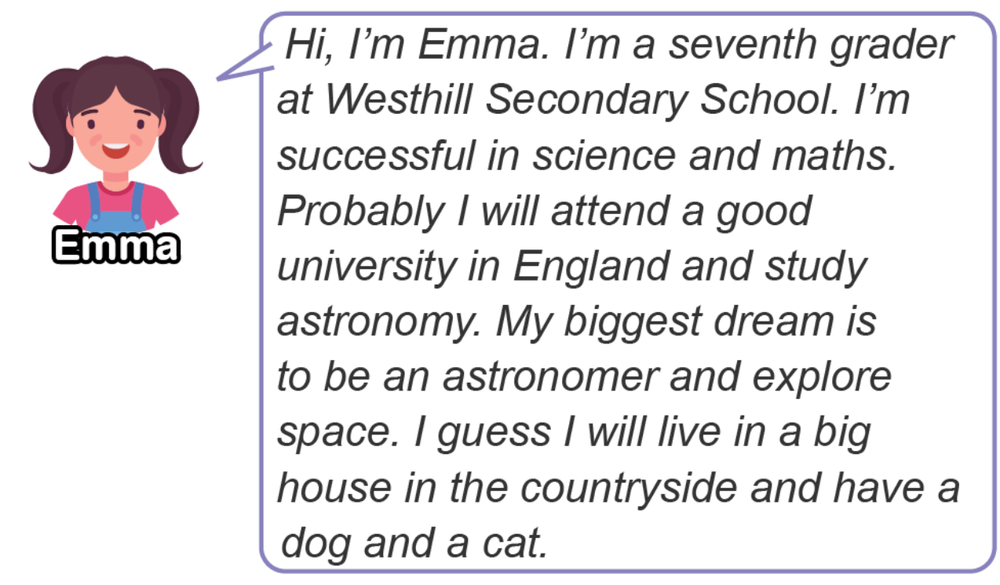 Hi, I’m Emma. I’m a seventh grader
at Westhill Secondary School. I’m
successful in science and maths.
Probably I will attend a good
university in England and study
astronomy. My biggest dream is
to be an astronomer and explore
space. I guess I will live in a big
house in the countryside and have a
dog and a cat.
Emma